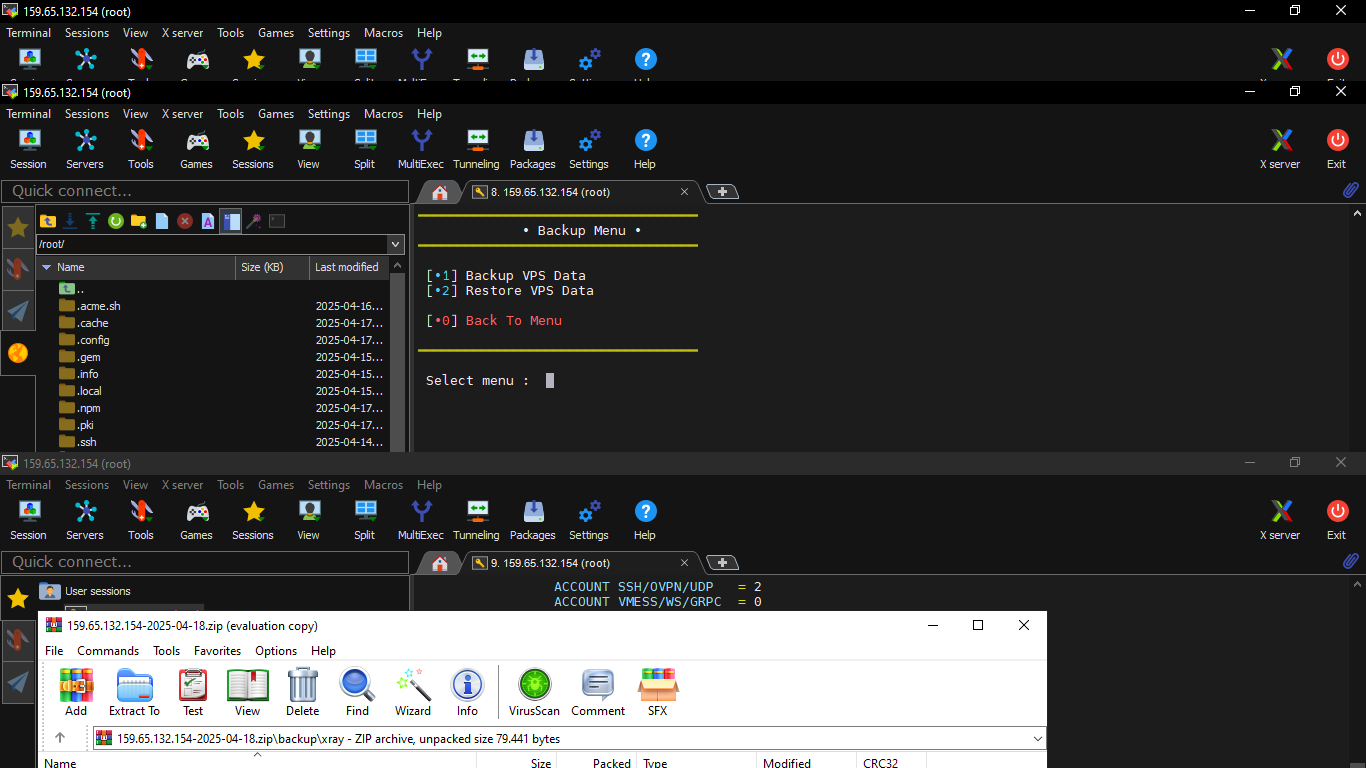 159.65.132.154 (root)
Terminal Sessions View X server Tools Games Settings Macros Help
159.65.132.154 (root)
Terminal Sessions View X server Tools Games Settings Macros Help
Session Servers Tools Games Sessions View Split MultiExec Tunneling Packages Settings Help X server Exit
Quick connect...
8. 159.65.132.154 (root)
/root/
Name Size (KB) Last modified
..
.acme.sh 2025-04-16...
.cache 2025-04-17...
.config 2025-04-17...
.gem 2025-04-15...
.info 2025-04-15...
.local 2025-04-15...
.npm 2025-04-17...
.pki 2025-04-17...
.ssh 2025-04-14...
• Backup Menu •
[•1] Backup VPS Data
[•2] Restore VPS Data
[•0] Back To Menu
Select menu :
159.65.132.154 (root)
Terminal Sessions View X server Tools Games Settings Macros Help
Session Servers Tools Games Sessions View Split MultiExec Tunneling Packages Settings Help X server Exit
Quick connect...
9. 159.65.132.154 (root)
User sessions
ACCOUNT SSH/OVPN/UDP = 2
ACCOUNT VMESS/WS/GRPC = 0
159.65.132.154-2025-04-18.zip (evaluation copy)
File Commands Tools Favorites Options Help
Add Extract To Test View Delete Find Wizard Info VirusScan Comment SFX
159.65.132.154-2025-04-18.zip\backup\xray - ZIP archive, unpacked size 79.441 bytes
Name Size Packed Type Modified CRC32